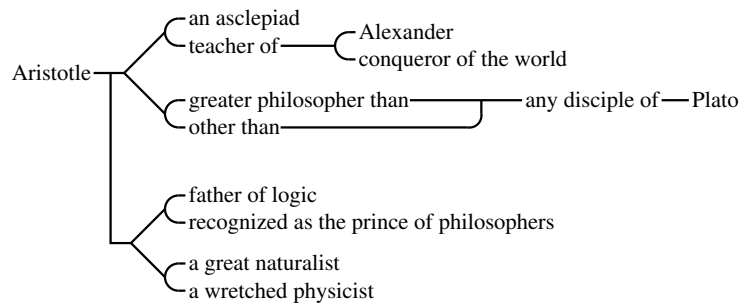 an asclepiad
teacher of
Alexander
conqueror of the world
Aristotle
greater philosopher than
any disciple of
Plato
other than
father of logic
recognized as the prince of philosophers
a great naturalist
a wretched physicist